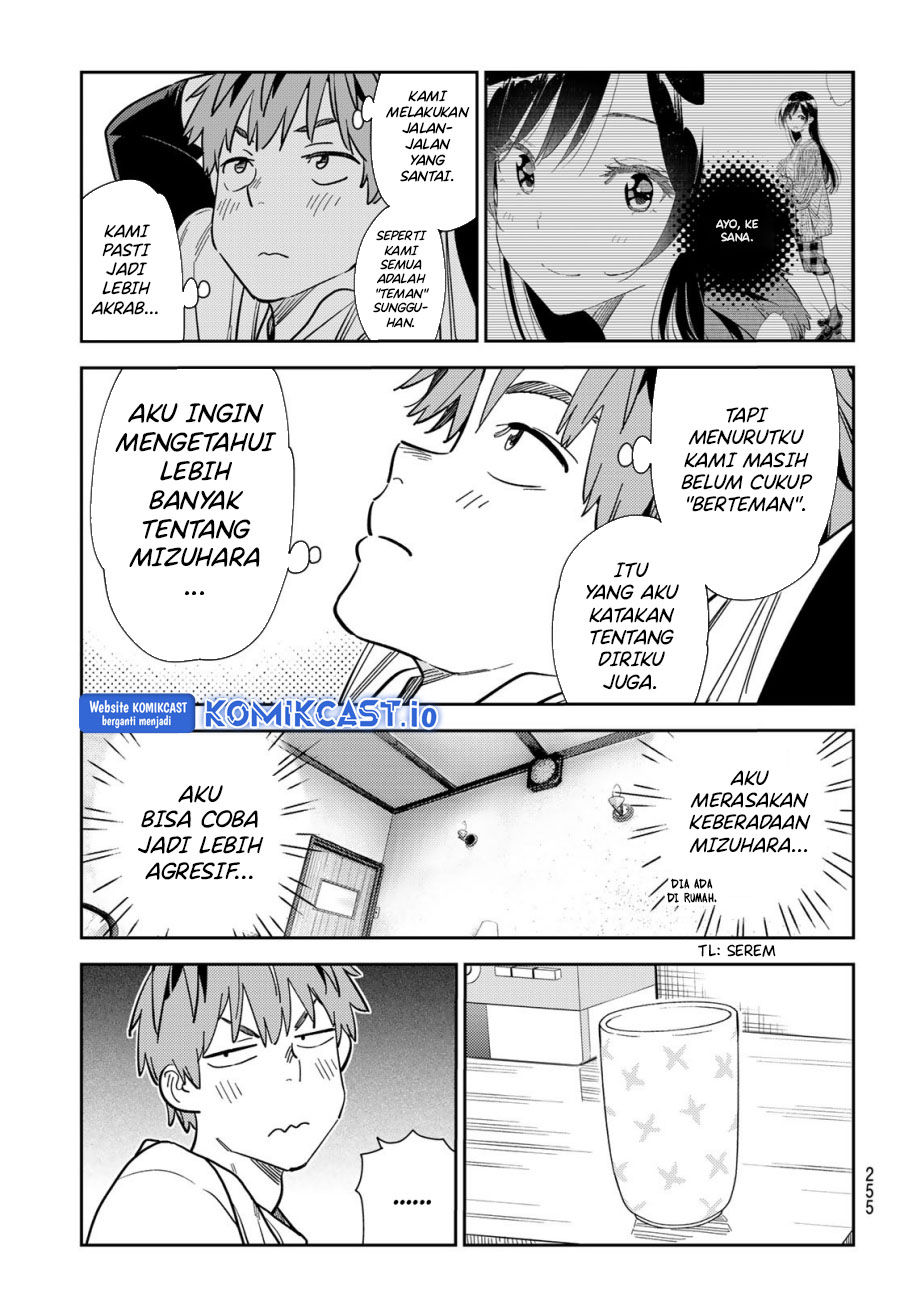 AYO, KE
SANA.
KAMI
MELAKUKAN
JALAN-
JALAN
YANG
SANTAI.
SEPERTI
KAMI
SEMUA
ADALAH
"TEMAN"
SUNGGU-
HAN.
KAMI
PASTI
JADI
LEBIH
AKRAB...
TAPI
MENURUTKU
KAMI MASIH
BELUM CUKUP
"BERTEMAN".
ITU
YANG AKU
KATAKAN
TENTANG
DIRIKU
JUGA.
AKU INGIN
MENGETAHUI
LEBIH
BANYAK
TENTANG
MIZUHARA
...
Website KOMIKCAST
berganti menjadi
KOMIKCAST.io
AKU
MERASAKAN
KEBERADAAN
MIZUHARA...
DIA ADA
DI RUMAH.
TL: SEREM
AKU
BISA COBA
JADI LEBIH
AGRESIF...
......
255